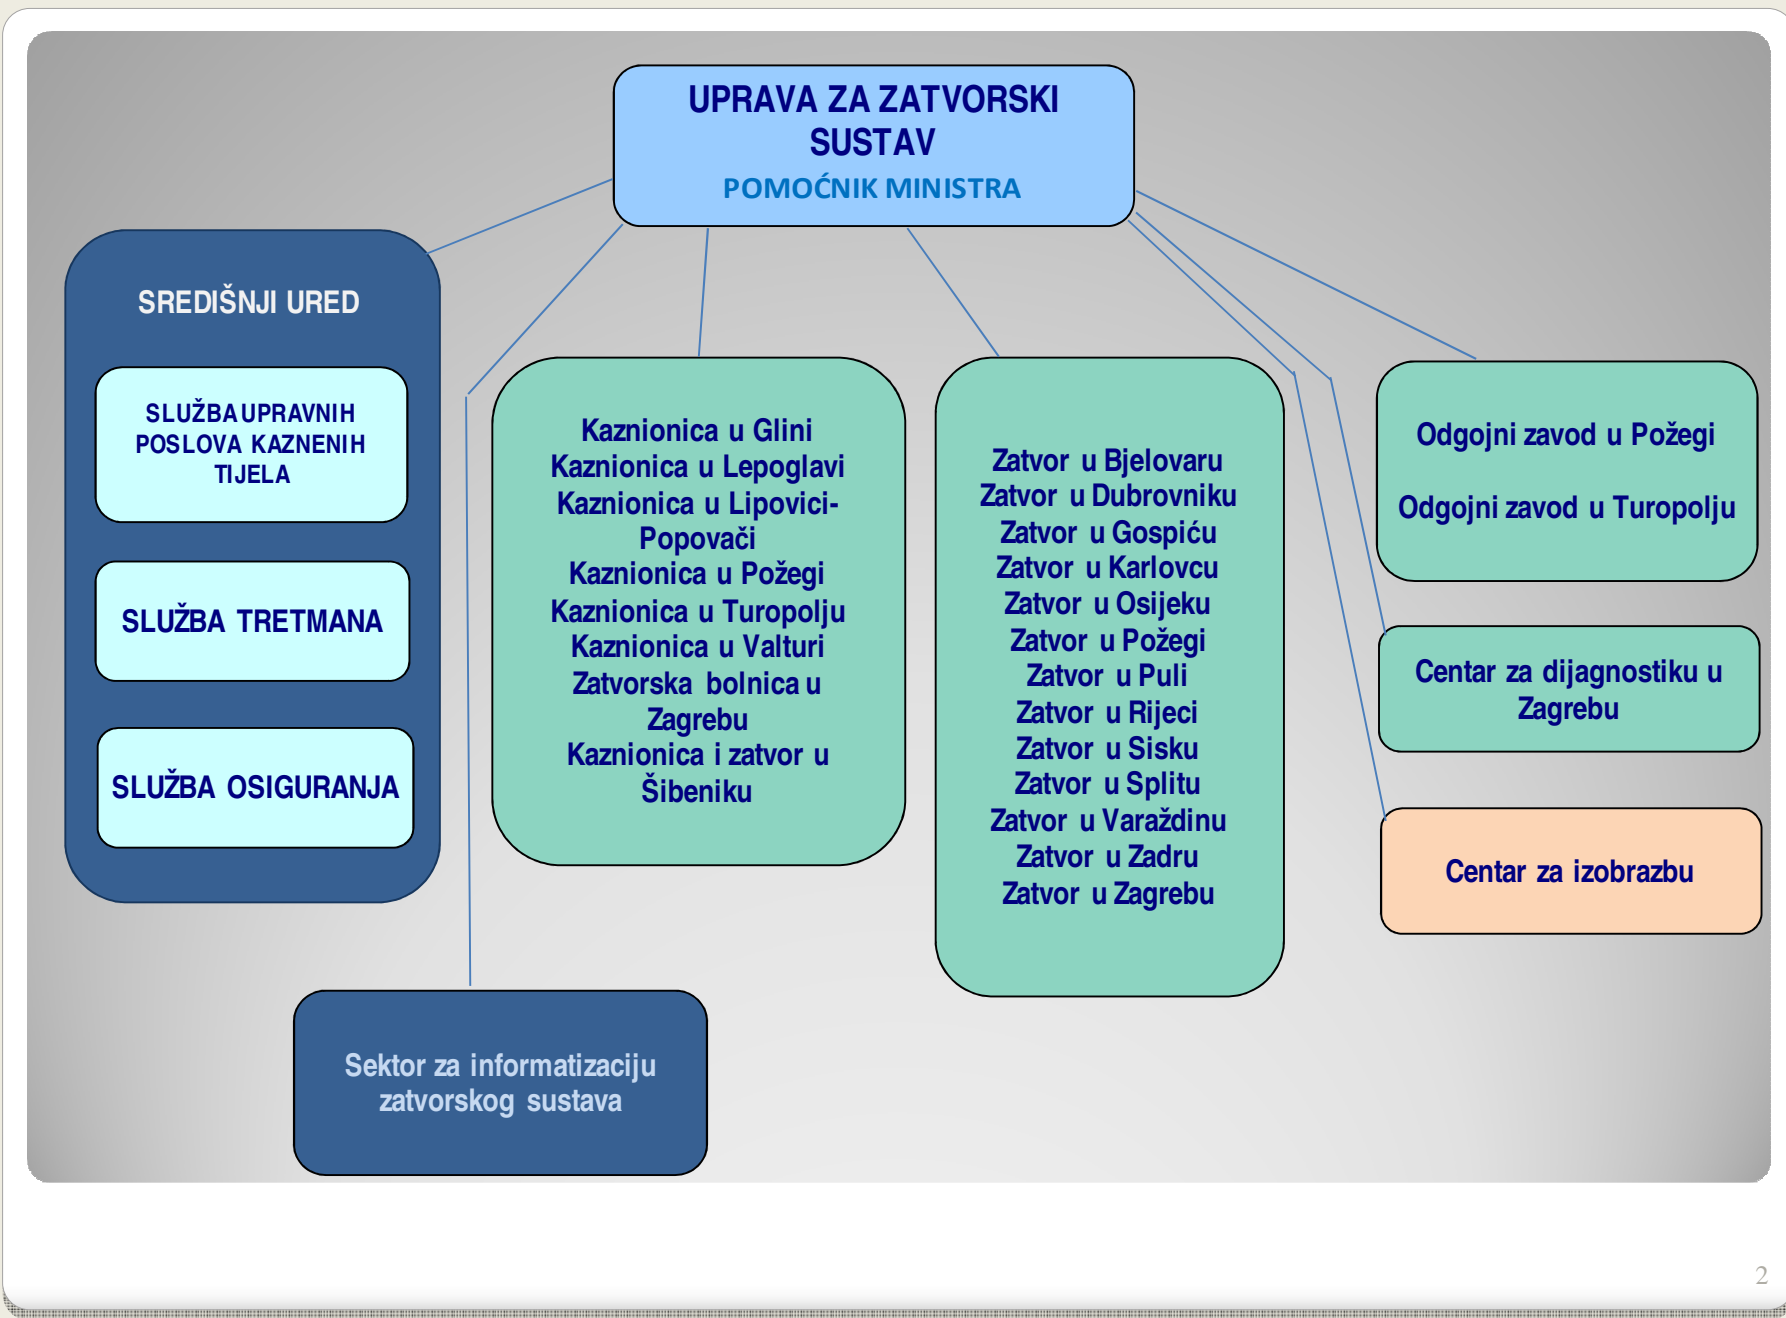 UPRAVA ZA ZATVORSKI
SUSTAV
POMOĆNIK MINISTRA
SREDIŠNJI URED
SLUŽBA UPRAVNIH
POSLOVA KAZNENIH
TIJELA
SLUŽBA TRETMANA
SLUŽBA OSIGURANJA
Kaznionica u Glini
Kaznionica u Lepoglavi
Kaznionica u Lipovici-
Popovači
Kaznionica u Požegi
Kaznionica u Turopolju
Kaznionica u Valturi
Zatvorska bolnica u
Zagrebu
Kaznionica i zatvor u
Šibeniku
Zatvor u Bjelovaru
Zatvor u Dubrovniku
Zatvor u Gospiću
Zatvor u Karlovcu
Zatvor u Osijeku
Zatvor u Požegi
Zatvor u Puli
Zatvor u Rijeci
Zatvor u Sisku
Zatvor u Splitu
Zatvor u Varaždinu
Zatvor u Zadru
Zatvor u Zagrebu
Odgojni zavod u Požegi
Odgojni zavod u Turopolju
Centar za dijagnostiku u
Zagrebu
Centar za izobrazbu
Sektor za informatizaciju
zatvorskog sustava
2